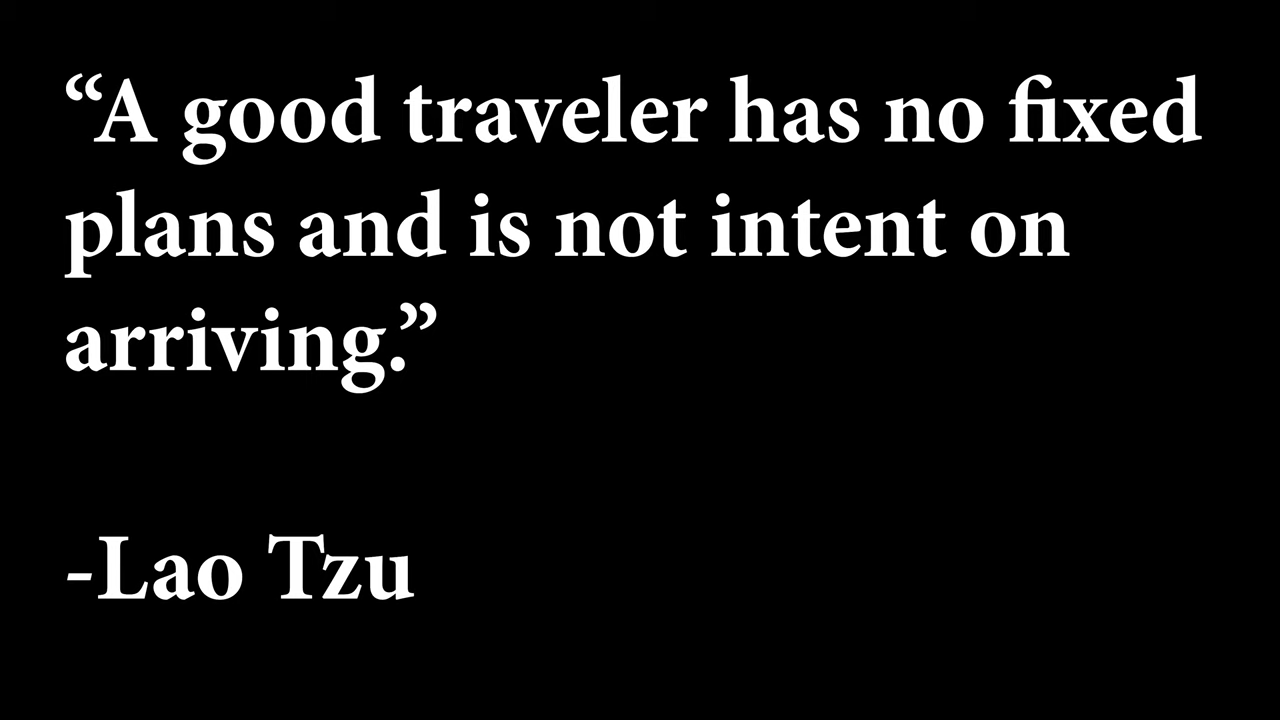 “A good traveler has no fixed
plans and is not intent on
arriving.”
-Lao Tzu